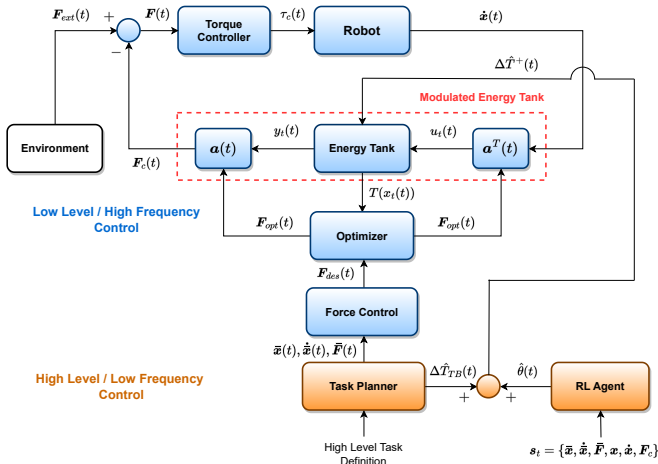 F_ext(t)
+
−
F(t)
Torque
Controller
τ_c(t)
Robot
ẋ(t)
ΔT̂⁺(t)
Modulated Energy Tank
Environment
F_c(t)
a(t)
y_t(t)
Energy Tank
u_t(t)
a^T(t)
T(x_t(t))
Low Level / High Frequency
Control
F_opt(t)
Optimizer
F_opt(t)
F_des(t)
Force Control
x̄(t), ẋ̄(t), F̄(t)
High Level / Low Frequency
Control
Task Planner
ΔT̂_TB(t)
+
+
θ̂(t)
RL Agent
High Level Task
Definition
s_t = {x̄, ẋ̄, F̄, x, ẋ, F_c}